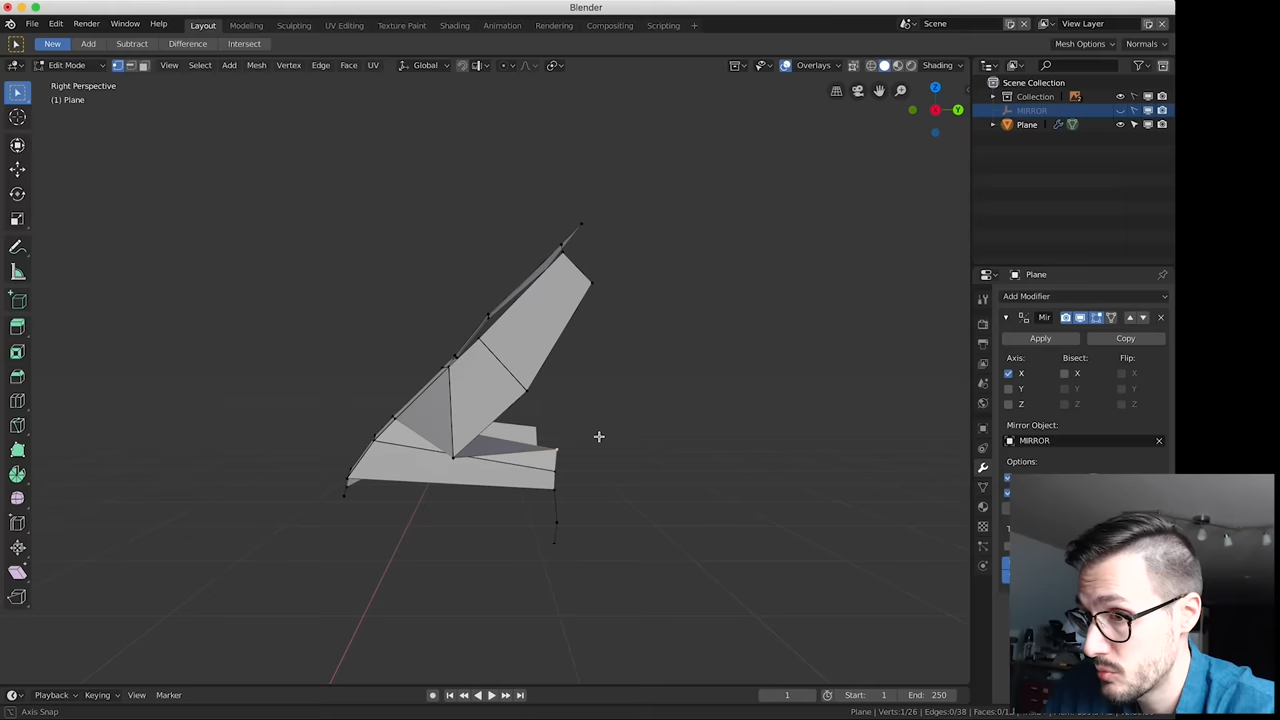 Blender
File Edit Render Window Help Layout Modeling Sculpting UV Editing Texture Paint Shading Animation Rendering Compositing Scripting + Scene View Layer
New Add Subtract Difference Intersect Mesh Options Normals
Edit Mode View Select Add Mesh Vertex Edge Face UV Global Overlays Shading
Right Perspective
(1) Plane
Z
X
Y
Scene Collection
Collection
MIRROR
Plane
Plane
Add Modifier
Mir
Apply Copy
Axis: Bisect: Flip:
X X X
Y Y Y
Z Z Z
Mirror Object:
MIRROR
Options:
Playback Keying View Marker 1 Start: 1 End: 250
Axis Snap Plane | Verts:1/26 | Edges:0/38 |